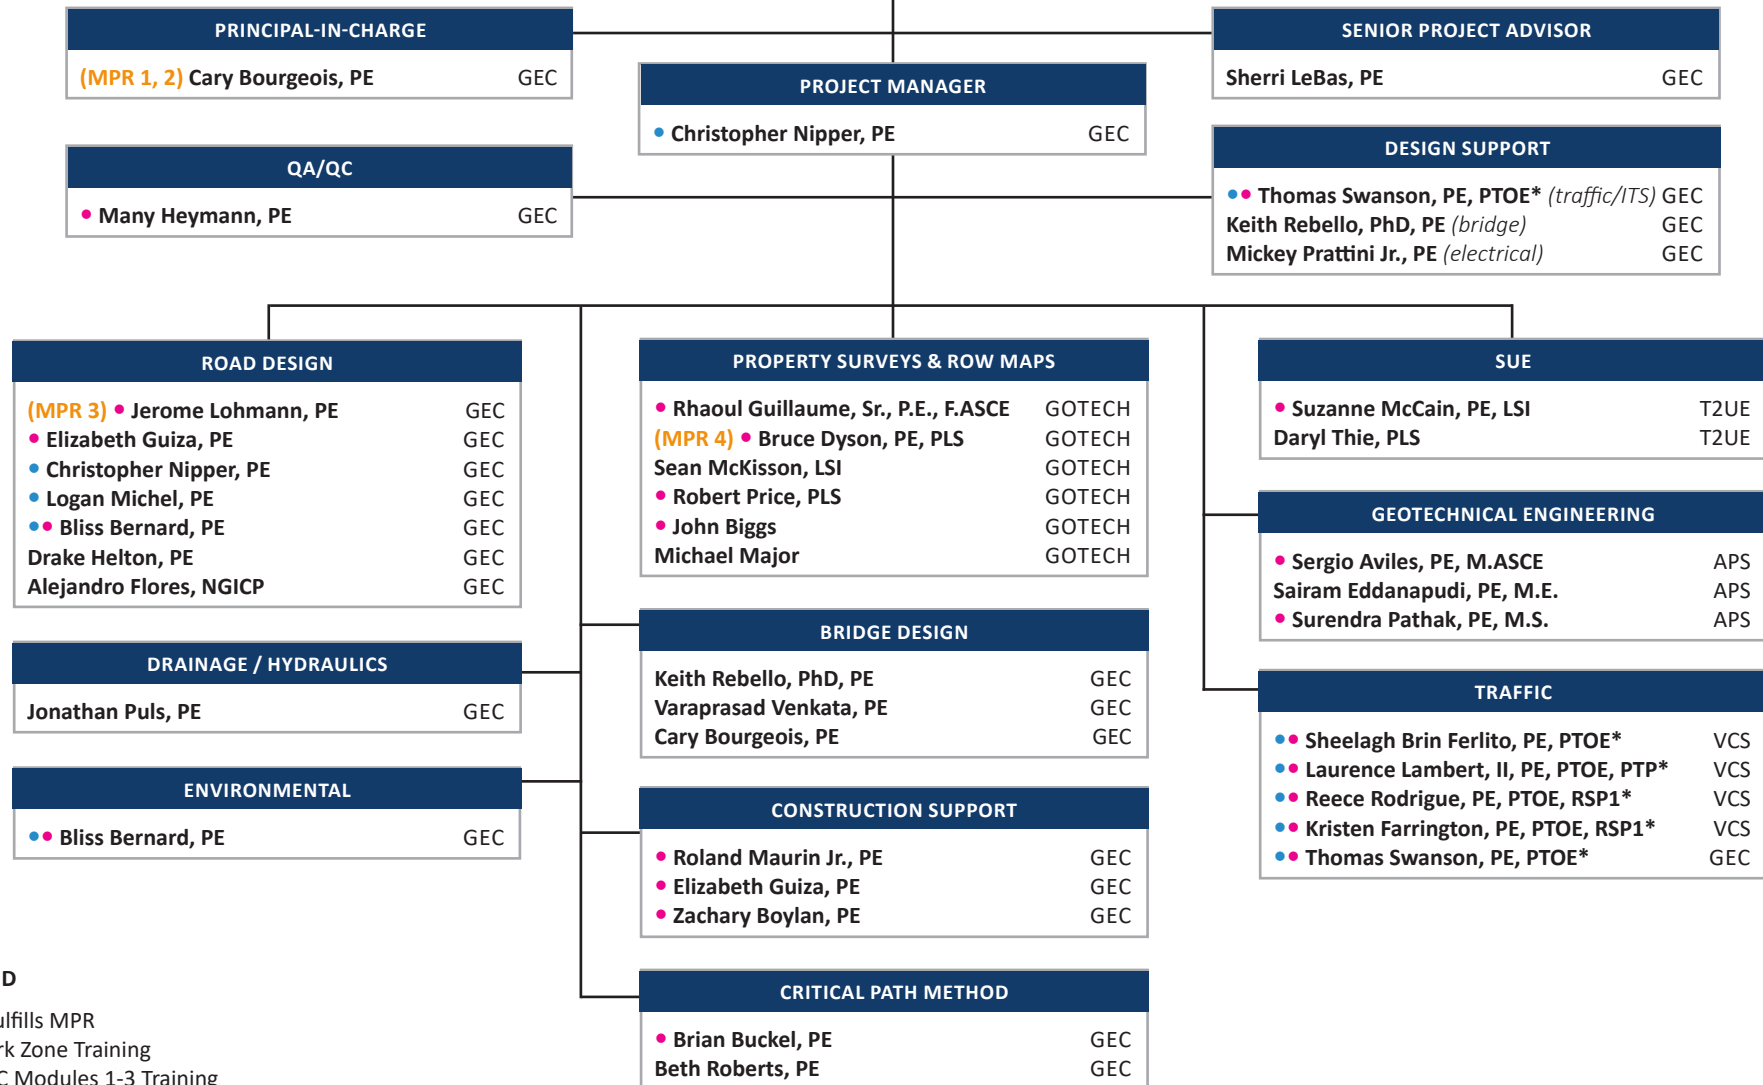 PRINCIPAL-IN-CHARGE
(MPR 1, 2) Cary Bourgeois, PE GEC
SENIOR PROJECT ADVISOR
Sherri LeBas, PE GEC
PROJECT MANAGER
• Christopher Nipper, PE GEC
QA/QC
• Many Heymann, PE GEC
DESIGN SUPPORT
•• Thomas Swanson, PE, PTOE* (traffic/ITS) GEC
Keith Rebello, PhD, PE (bridge) GEC
Mickey Prattini Jr., PE (electrical) GEC
ROAD DESIGN
(MPR 3) • Jerome Lohmann, PE GEC
• Elizabeth Guiza, PE GEC
• Christopher Nipper, PE GEC
• Logan Michel, PE GEC
•• Bliss Bernard, PE GEC
Drake Helton, PE GEC
Alejandro Flores, NGICP GEC
DRAINAGE / HYDRAULICS
Jonathan Puls, PE GEC
ENVIRONMENTAL
•• Bliss Bernard, PE GEC
PROPERTY SURVEYS & ROW MAPS
• Rhaoul Guillaume, Sr., P.E., F.ASCE GOTECH
(MPR 4) • Bruce Dyson, PE, PLS GOTECH
Sean McKisson, LSI GOTECH
• Robert Price, PLS GOTECH
• John Biggs GOTECH
Michael Major GOTECH
BRIDGE DESIGN
Keith Rebello, PhD, PE GEC
Varaprasad Venkata, PE GEC
Cary Bourgeois, PE GEC
CONSTRUCTION SUPPORT
• Roland Maurin Jr., PE GEC
• Elizabeth Guiza, PE GEC
• Zachary Boylan, PE GEC
CRITICAL PATH METHOD
• Brian Buckel, PE GEC
Beth Roberts, PE GEC
SUE
• Suzanne McCain, PE, LSI T2UE
Daryl Thie, PLS T2UE
GEOTECHNICAL ENGINEERING
• Sergio Aviles, PE, M.ASCE APS
Sairam Eddanapudi, PE, M.E. APS
• Surendra Pathak, PE, M.S. APS
TRAFFIC
•• Sheelagh Brin Ferlito, PE, PTOE* VCS
•• Laurence Lambert, II, PE, PTOE, PTP* VCS
•• Reece Rodrigue, PE, PTOE, RSP1* VCS
•• Kristen Farrington, PE, PTOE, RSP1* VCS
•• Thomas Swanson, PE, PTOE* GEC
MPR
Zone Training
Modules 1-3 Training